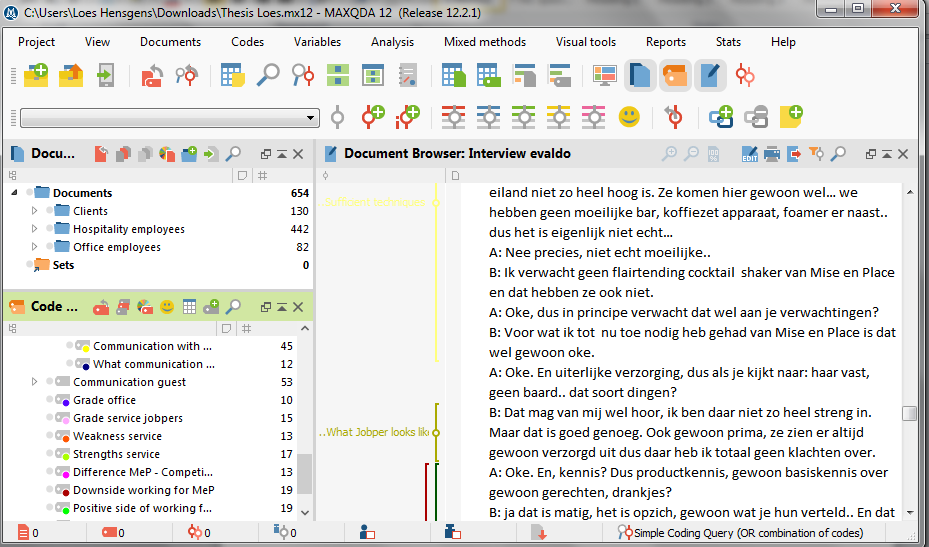 C:\Users\Loes Hensgens\Downloads\Thesis Loes.mx12 - MAXQDA 12 (Release 12.2.1)
Project View Documents Codes Variables Analysis Mixed methods Visual tools Reports Stats Help
Docu...
Documents 654
Clients 130
Hospitality employees 442
Office employees 82
Sets 0
Code ...
Communication with ... 45
What communication ... 12
Communication guest 53
Grade office 10
Grade service jobpers 15
Weakness service 13
Strengths service 17
Difference MeP - Competi... 13
Downside working for MeP 19
Positive side of working f... 19
Document Browser: Interview evaldo
EDIT
100 %
..Sufficient techniques
..What Jobper looks like
eiland niet zo heel hoog is. Ze komen hier gewoon wel... we
hebben geen moeilijke bar, koffiezet apparaat, foamer er naast..
dus het is eigenlijk niet echt...
A: Nee precies, niet echt moeilijke..
B: Ik verwacht geen flairtending cocktail shaker van Mise en Place
en dat hebben ze ook niet.
A: Oke, dus in principe verwacht dat wel aan je verwachtingen?
B: Voor wat ik tot nu toe nodig heb gehad van Mise en Place is dat
wel gewoon oke.
A: Oke. En uiterlijke verzorging, dus als je kijkt naar: haar vast,
geen baard.. dat soort dingen?
B: Dat mag van mij wel hoor, ik ben daar niet zo heel streng in.
Maar dat is goed genoeg. Ook gewoon prima, ze zien er altijd
gewoon verzorgd uit dus daar heb ik totaal geen klachten over.
A: Oke. En, kennis? Dus productkennis, gewoon basiskennis over
gewoon gerechten, drankjes?
B: ja dat is matig, het is opzich, gewoon wat je hun verteld.. En dat
0 0 0 0 Simple Coding Query (OR combination of codes)